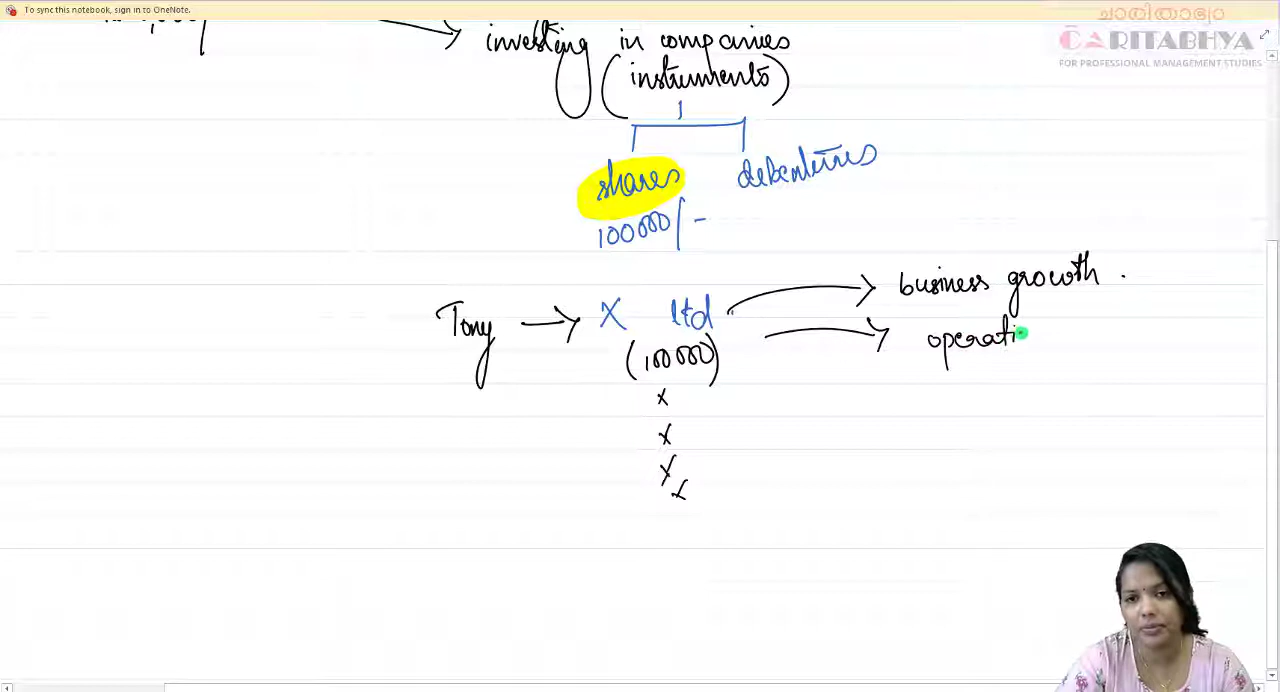 To sync this notebook, sign in to OneNote.
ചാരിതാഭ്യം
CARITABHYA
FOR PROFESSIONAL MANAGEMENT STUDIES
investing in companies
(instruments)
shares debentures
100000/-
Tony → X ltd → business growth.
(100000) → operati
x
x
x
x